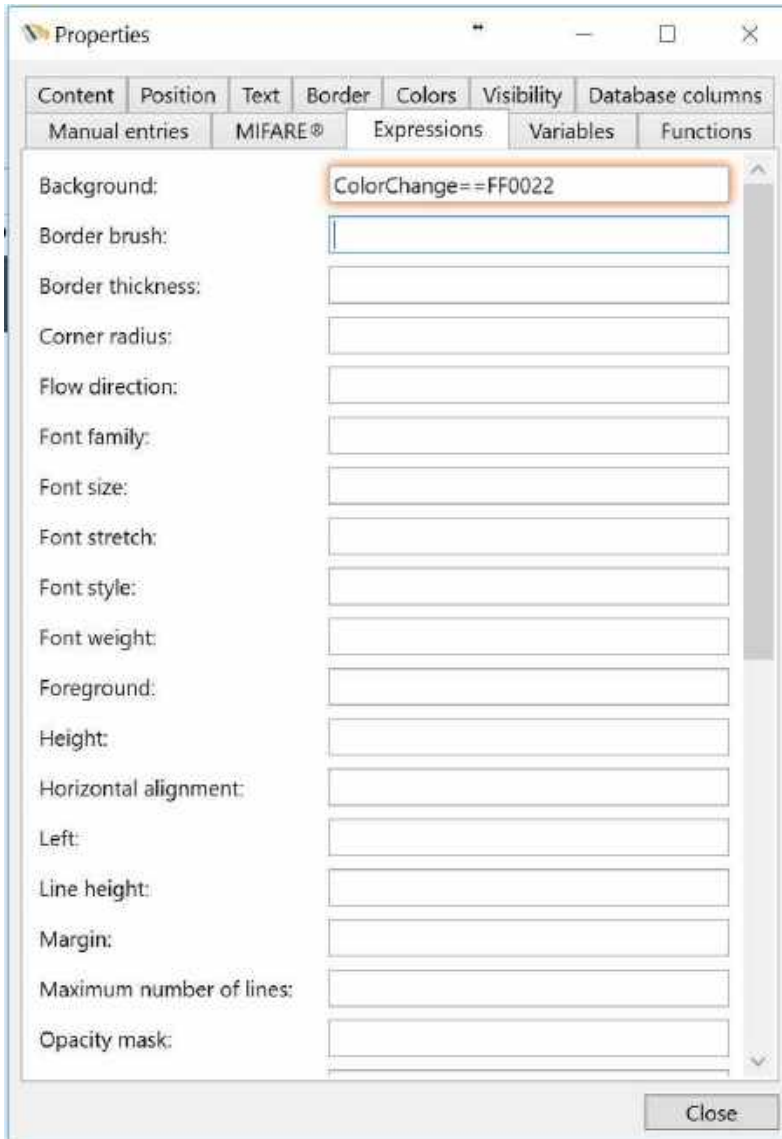 Properties
Content Position Text Border Colors Visibility Database columns
Manual entries MIFARE® Expressions Variables Functions
Background: ColorChange==FF0022
Border brush:
Border thickness:
Corner radius:
Flow direction:
Font family:
Font size:
Font stretch:
Font style:
Font weight:
Foreground:
Height:
Horizontal alignment:
Left:
Line height:
Margin:
Maximum number of lines:
Opacity mask:
Close